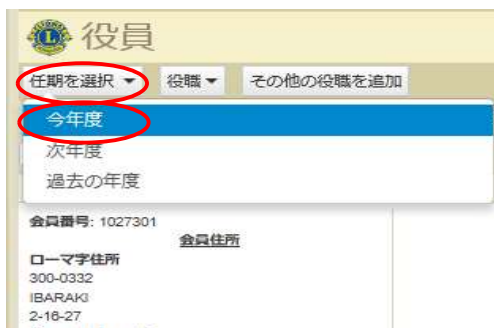 役員
任期を選択 役職 その他の役職を追加
今年度
次年度
過去の年度
会員番号: 1027301
会員住所
ローマ字住所
300-0332
IBARAKI
2-16-27